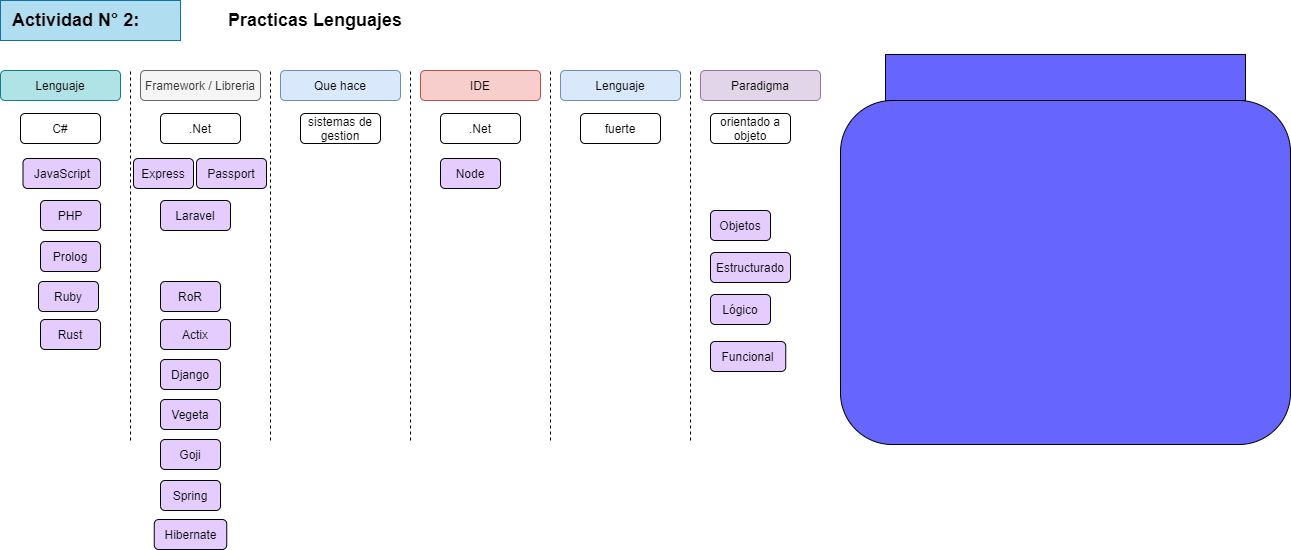 Actividad N° 2:
Practicas Lenguajes
Lenguaje
Framework / Libreria
Que hace
IDE
Lenguaje
Paradigma
C#
.Net
sistemas de
gestion
.Net
fuerte
orientado a
objeto
JavaScript
Express
Passport
Node
PHP
Laravel
Objetos
Prolog
Estructurado
Ruby
RoR
Lógico
Rust
Actix
Funcional
Django
Vegeta
Goji
Spring
Hibernate